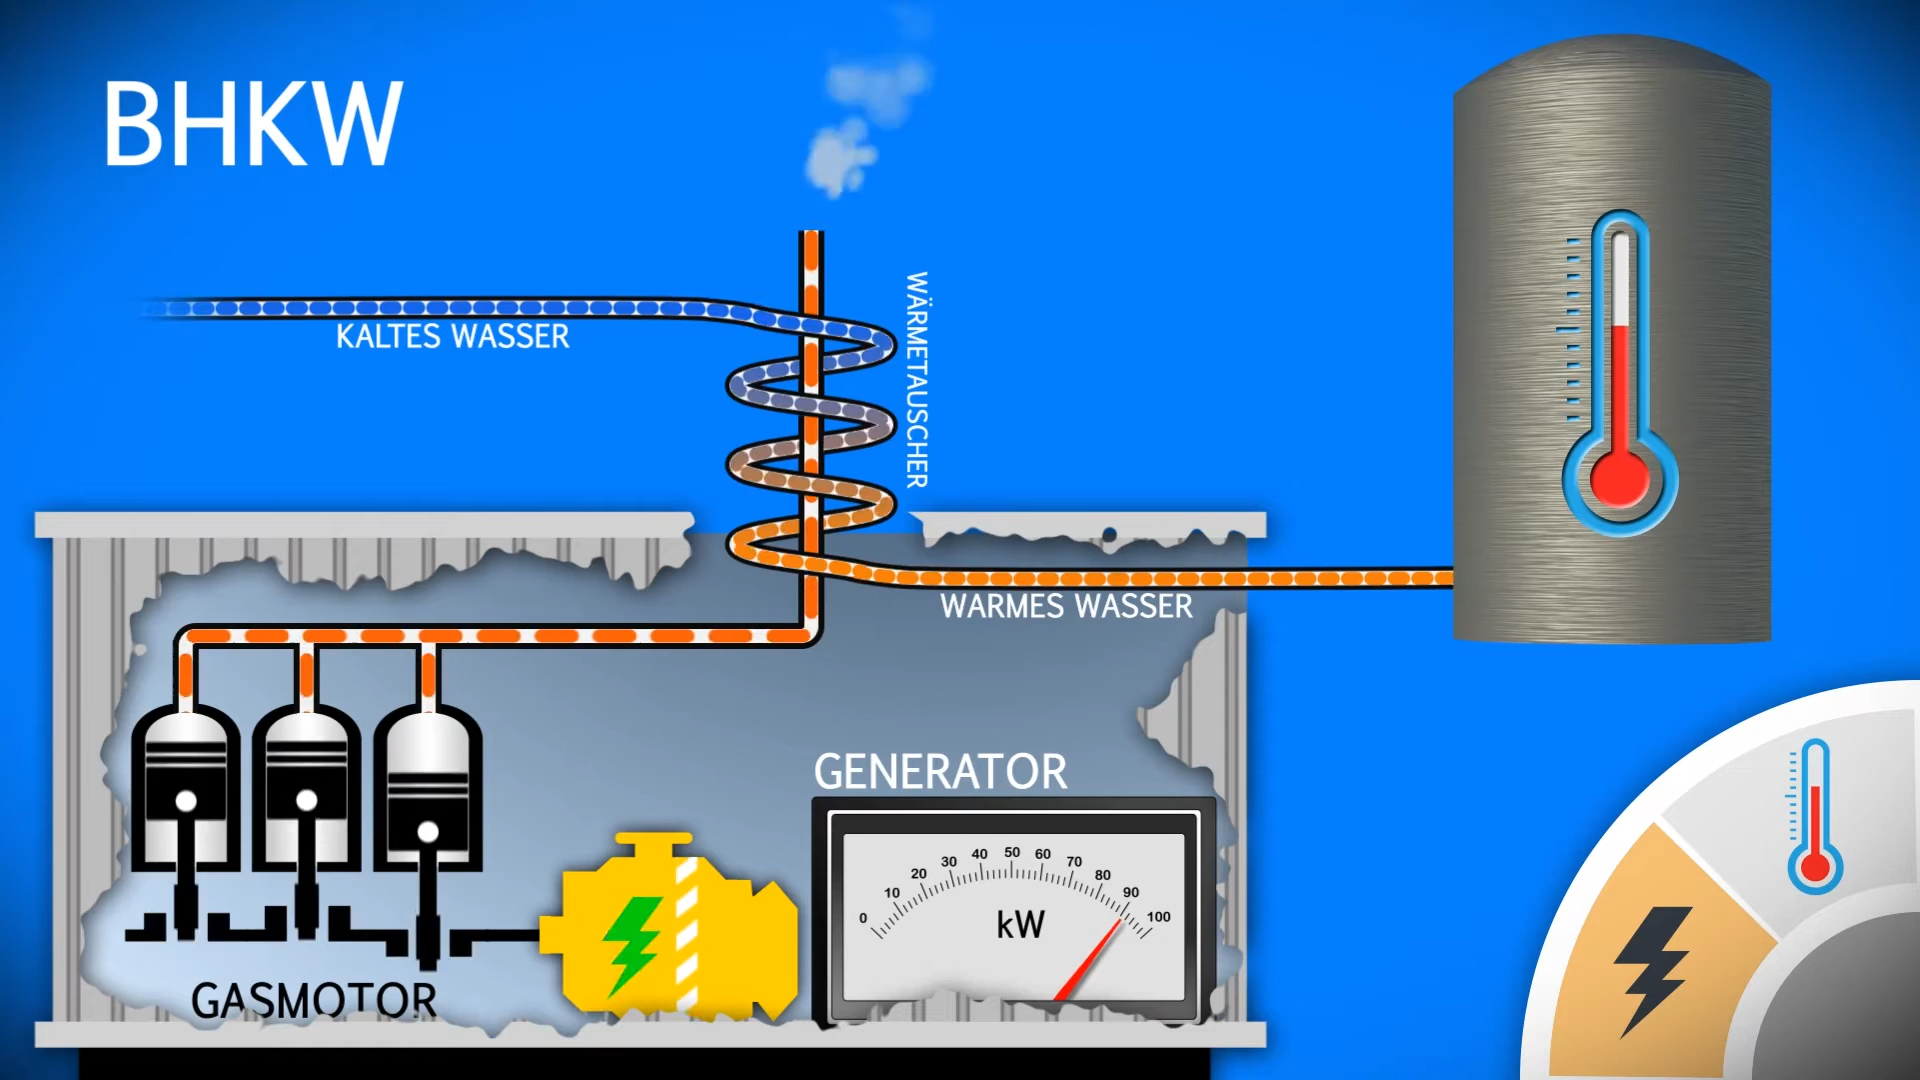 BHKW
WÄRMETAUSCHER
KALTES WASSER
WARMES WASSER
GENERATOR
0 10 20 30 40 50 60 70 80 90 100
kW
GASMOTOR